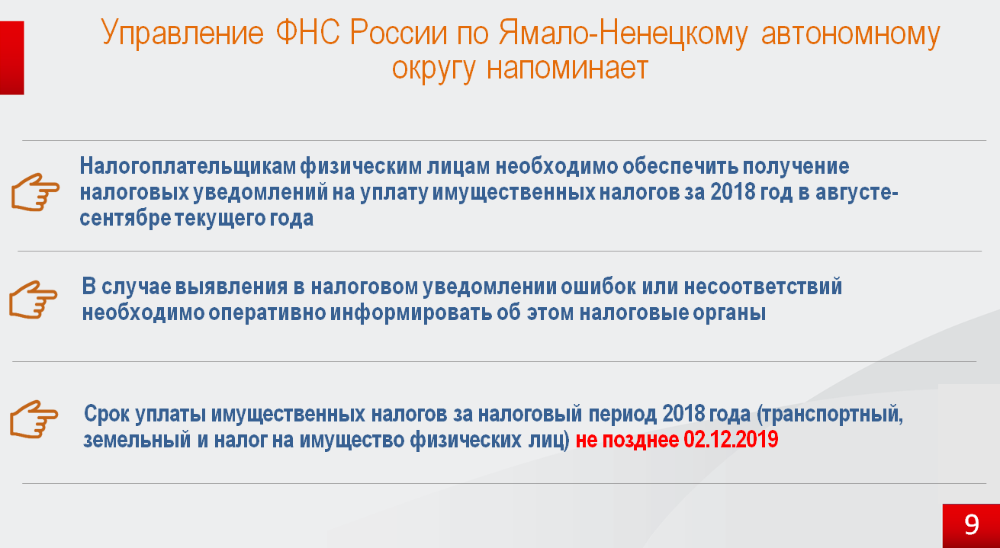 Управление ФНС России по Ямало-Ненецкому автономному
округу напоминает
Налогоплательщикам физическим лицам необходимо обеспечить получение
налоговых уведомлений на уплату имущественных налогов за 2018 год в августе-
сентябре текущего года
В случае выявления в налоговом уведомлении ошибок или несоответствий
необходимо оперативно информировать об этом налоговые органы
Срок уплаты имущественных налогов за налоговый период 2018 года (транспортный,
земельный и налог на имущество физических лиц) не позднее 02.12.2019
9